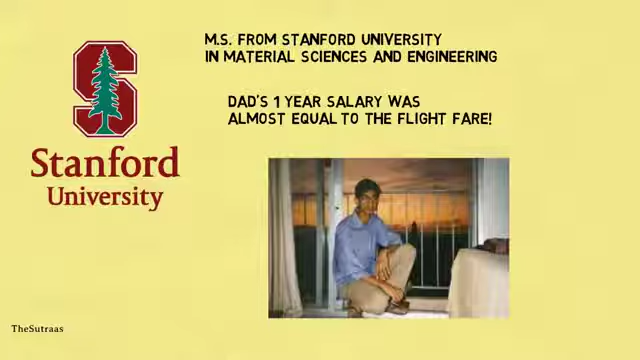 M.S. FROM STANFORD UNIVERSITY
IN MATERIAL SCIENCES AND ENGINEERING
DAD'S 1 YEAR SALARY WAS
ALMOST EQUAL TO THE FLIGHT FARE!
S
Stanford
University
TheSutraas